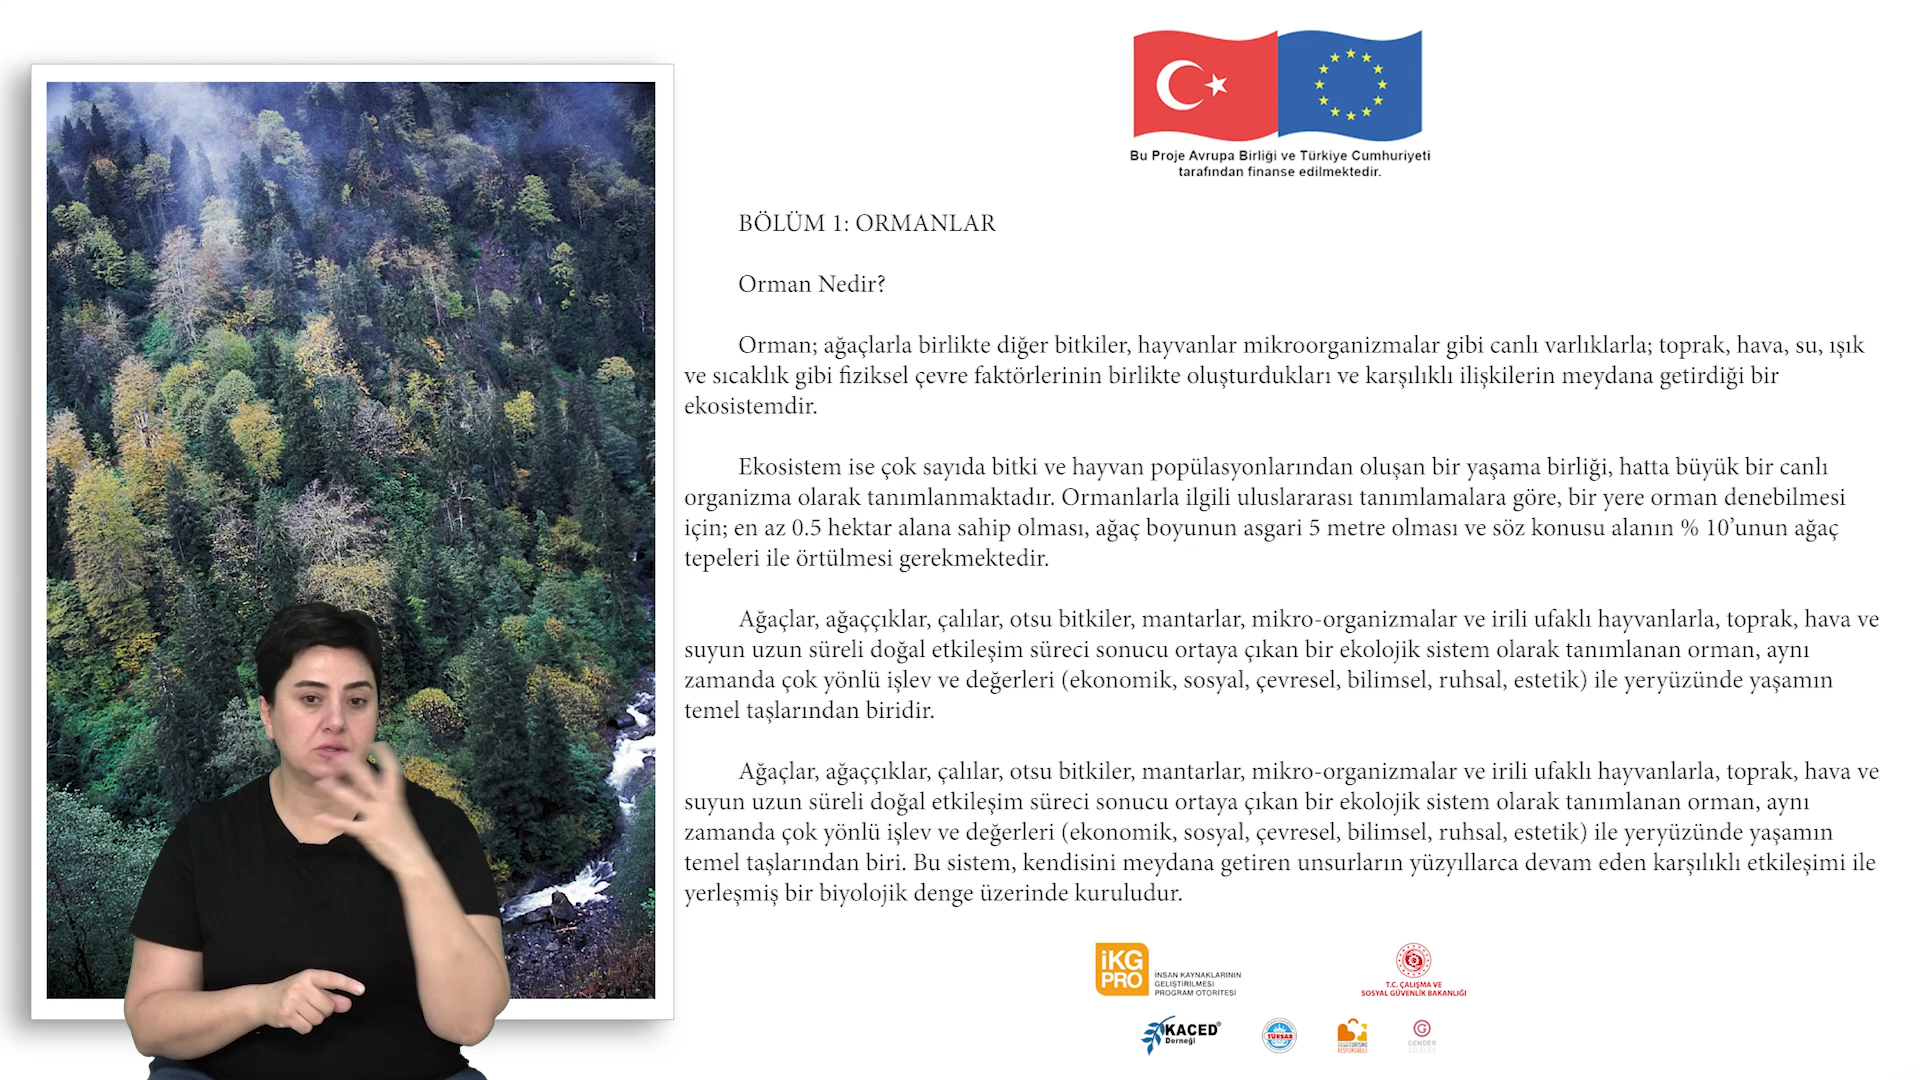 Bu Proje Avrupa Birliği ve Türkiye Cumhuriyeti
tarafından finanse edilmektedir.
BÖLÜM 1: ORMANLAR
Orman Nedir?
Orman; ağaçlarla birlikte diğer bitkiler, hayvanlar mikroorganizmalar gibi canlı varlıklarla; toprak, hava, su, ışık
ve sıcaklık gibi fiziksel çevre faktörlerinin birlikte oluşturdukları ve karşılıklı ilişkilerin meydana getirdiği bir
ekosistemdir.
Ekosistem ise çok sayıda bitki ve hayvan popülasyonlarından oluşan bir yaşama birliği, hatta büyük bir canlı
organizma olarak tanımlanmaktadır. Ormanlarla ilgili uluslararası tanımlamalara göre, bir yere orman denebilmesi
için; en az 0.5 hektar alana sahip olması, ağaç boyunun asgari 5 metre olması ve söz konusu alanın % 10’unun ağaç
tepeleri ile örtülmesi gerekmektedir.
Ağaçlar, ağaççıklar, çalılar, otsu bitkiler, mantarlar, mikro-organizmalar ve irili ufaklı hayvanlarla, toprak, hava ve
suyun uzun süreli doğal etkileşim süreci sonucu ortaya çıkan bir ekolojik sistem olarak tanımlanan orman, aynı
zamanda çok yönlü işlev ve değerleri (ekonomik, sosyal, çevresel, bilimsel, ruhsal, estetik) ile yeryüzünde yaşamın
temel taşlarından biridir.
Ağaçlar, ağaççıklar, çalılar, otsu bitkiler, mantarlar, mikro-organizmalar ve irili ufaklı hayvanlarla, toprak, hava ve
suyun uzun süreli doğal etkileşim süreci sonucu ortaya çıkan bir ekolojik sistem olarak tanımlanan orman, aynı
zamanda çok yönlü işlev ve değerleri (ekonomik, sosyal, çevresel, bilimsel, ruhsal, estetik) ile yeryüzünde yaşamın
temel taşlarından biri. Bu sistem, kendisini meydana getiren unsurların yüzyıllarca devam eden karşılıklı etkileşimi ile
yerleşmiş bir biyolojik denge üzerinde kuruludur.
iKG
PRO
İNSAN KAYNAKLARININ
GELİŞTİRİLMESİ
PROGRAM OTORİTESİ
T.C. ÇALIŞMA VE
SOSYAL GÜVENLİK BAKANLIĞI
KACED®
Derneği
TÜRSAB
RESPONSABILE
G
GENDER
STUDIES